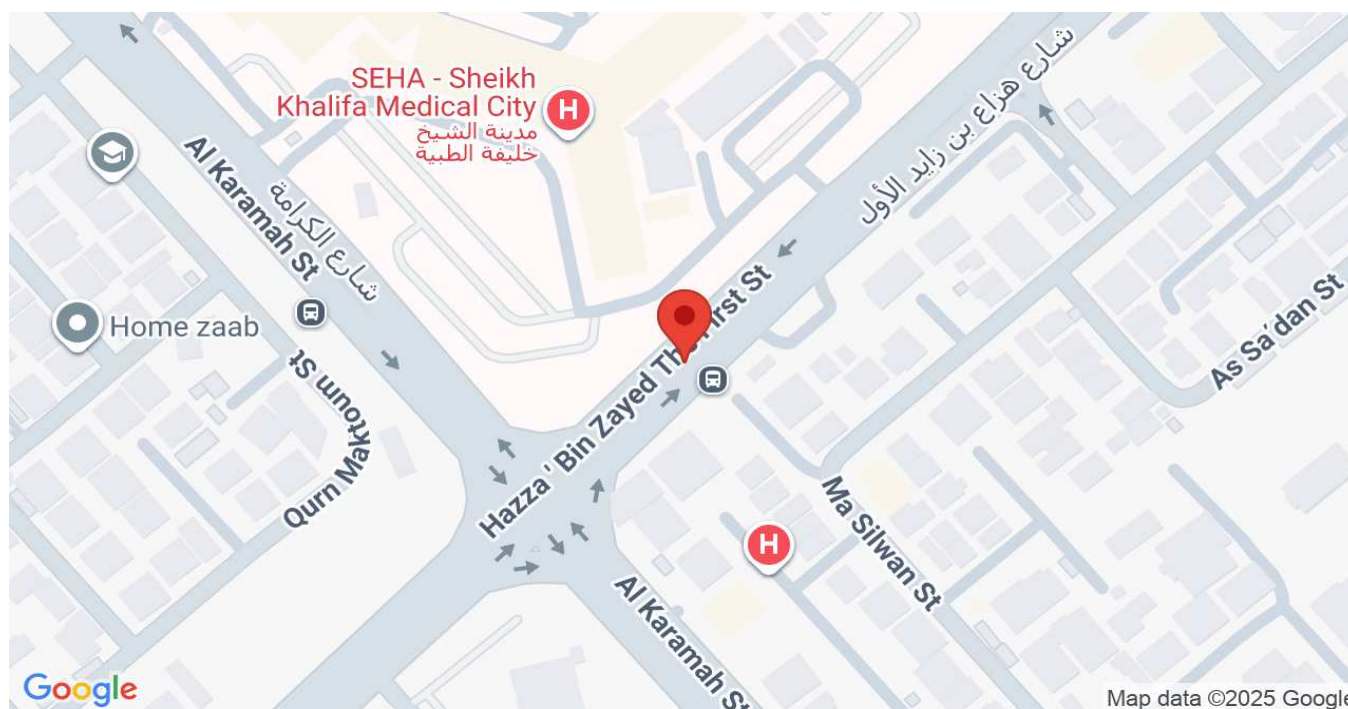 SEHA - Sheikh
Khalifa Medical City
مدينة الشيخ
خليفة الطبية
H
شارع هزاع بن زايد الأول
Al Karamah St
شارع الكرامة
Home zaab
Hazza ' Bin Zayed The First St
As Sa'dan St
Qurn Maktoum St
Ma Silwan St
H
Al Karamah St
Google
Map data ©2025 Google